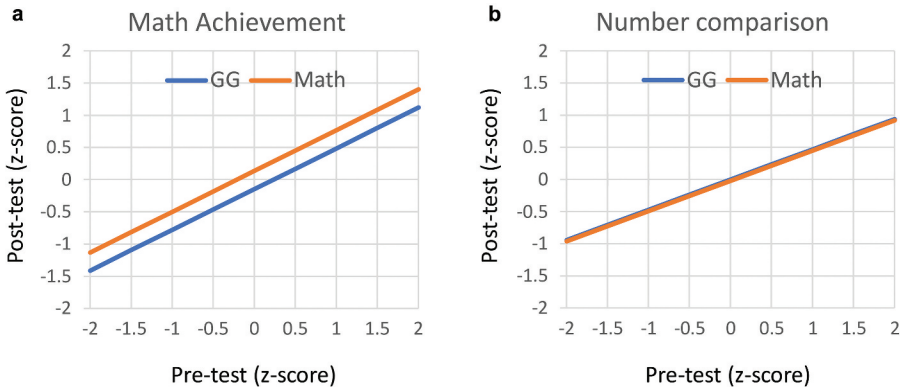 a
Math Achievement
GG Math
2
1.5
1
0.5
0
-0.5
-1
-1.5
-2
-2 -1.5 -1 -0.5 0 0.5 1 1.5 2
Post-test (z-score)
Pre-test (z-score)
b
Number comparison
GG Math
2
1.5
1
0.5
0
-0.5
-1
-1.5
-2
-2 -1.5 -1 -0.5 0 0.5 1 1.5 2
Post-test (z-score)
Pre-test (z-score)